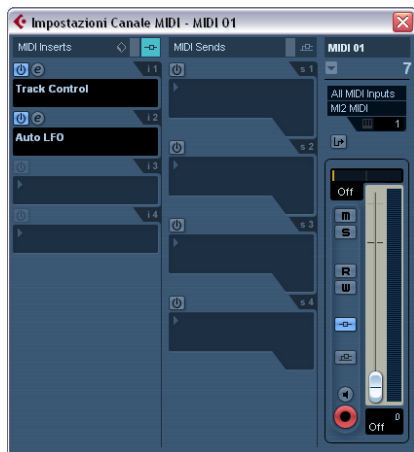 Impostazioni Canale MIDI - MIDI 01
MIDI Inserts
MIDI Sends
MIDI 01
e
i 1
s 1
7
Track Control
All MIDI Inputs
MI2 MIDI
1
e
i 2
Auto LFO
s 2
i 3
Off
m
S
i 4
s 3
R
W
s 4
0
Off